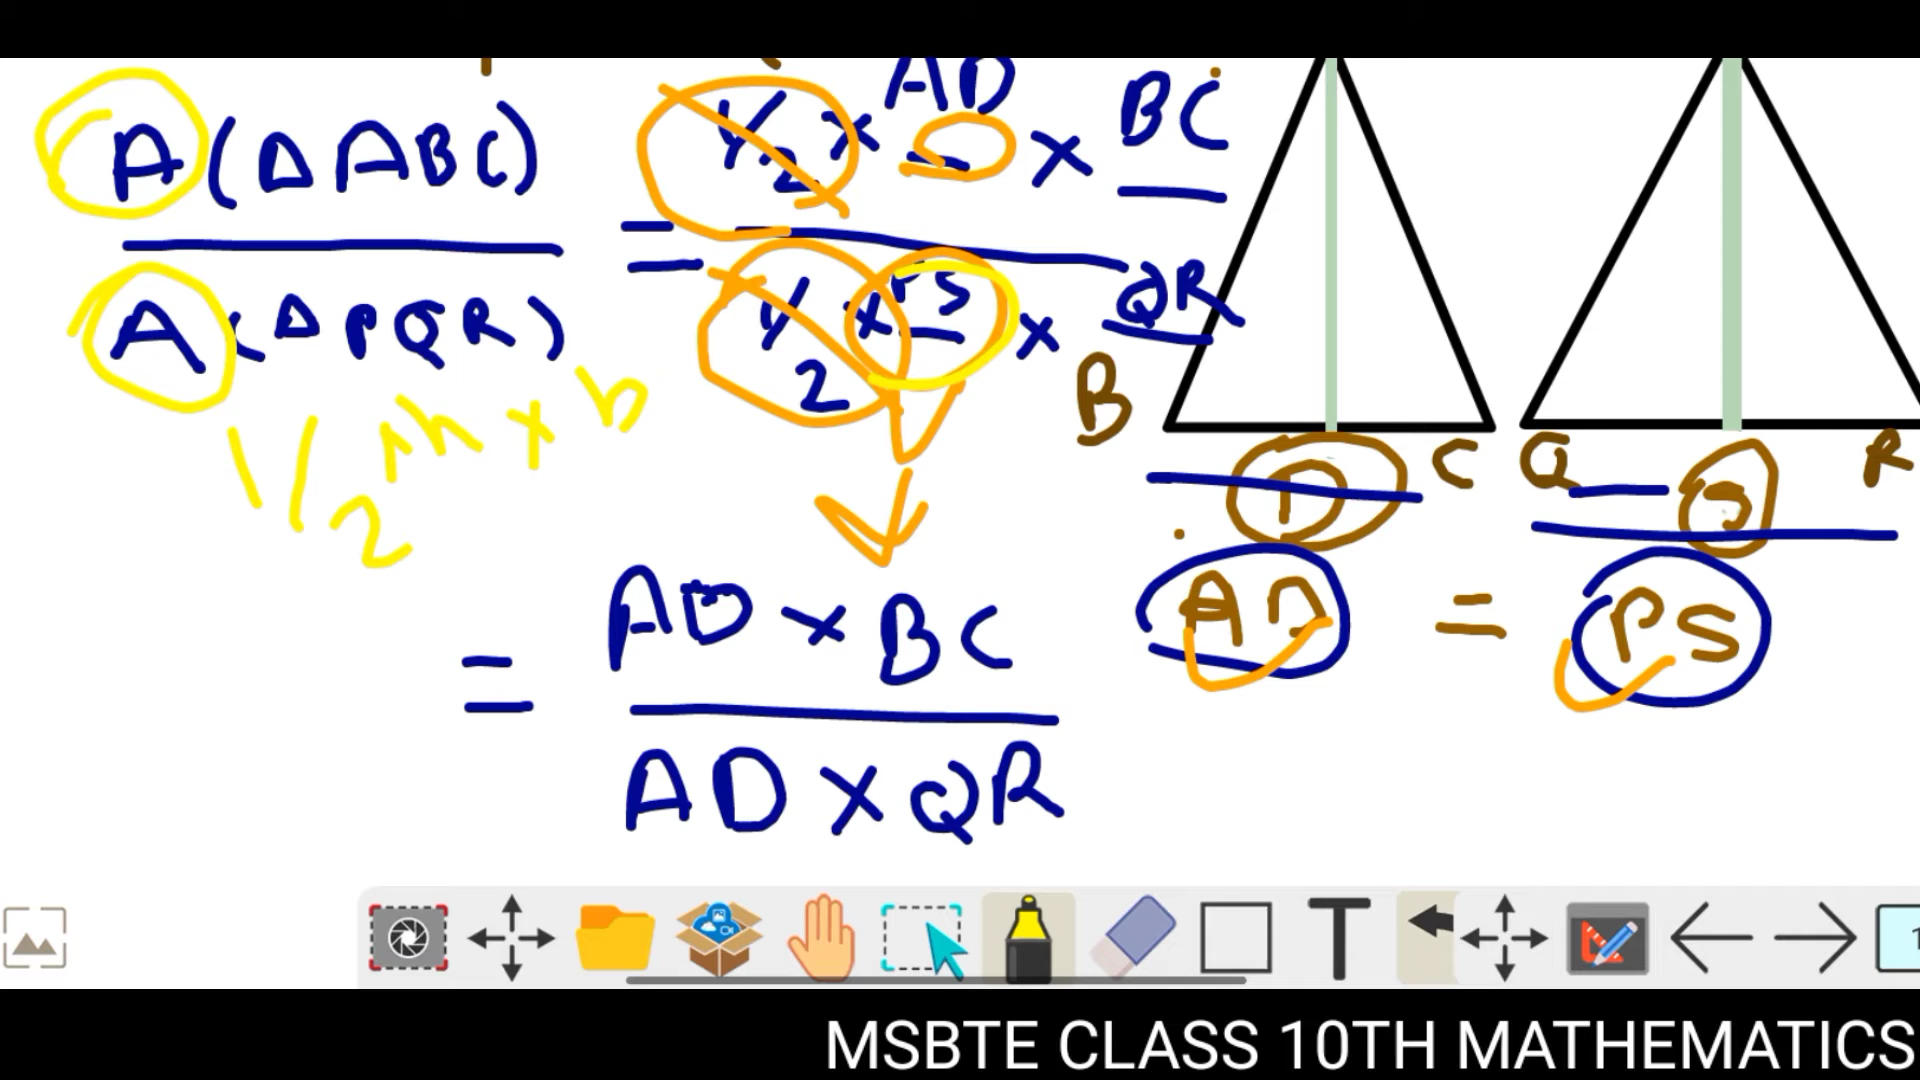 A(Δ ABC) = 1/2 × AD × BC
A(Δ PQR) 1/2 × PS × QR
1/2 × h × b
B D C Q S R
AD = PS
= AD × BC
AD × QR
T
1
MSBTE CLASS 10TH MATHEMATICS